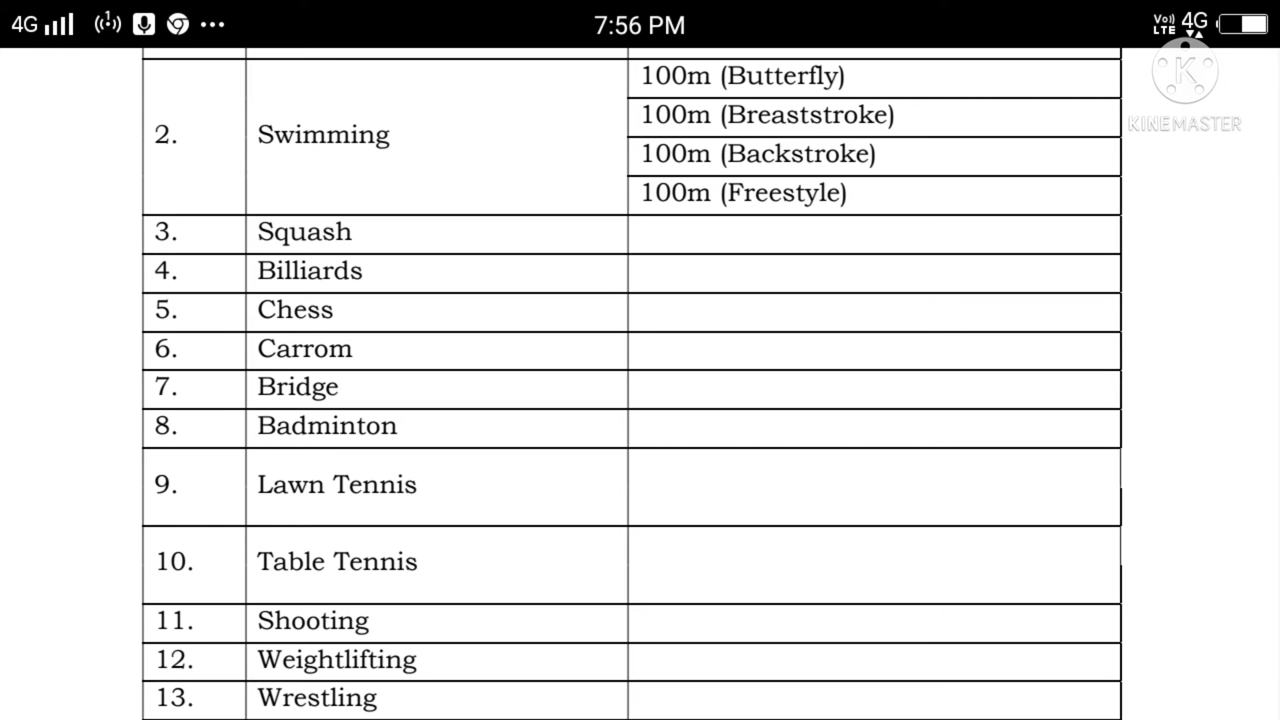 4G 7:56 PM Vo)) LTE 4G
K
KINEMASTER
2. Swimming 100m (Butterfly)
100m (Breaststroke)
100m (Backstroke)
100m (Freestyle)
3. Squash
4. Billiards
5. Chess
6. Carrom
7. Bridge
8. Badminton
9. Lawn Tennis
10. Table Tennis
11. Shooting
12. Weightlifting
13. Wrestling